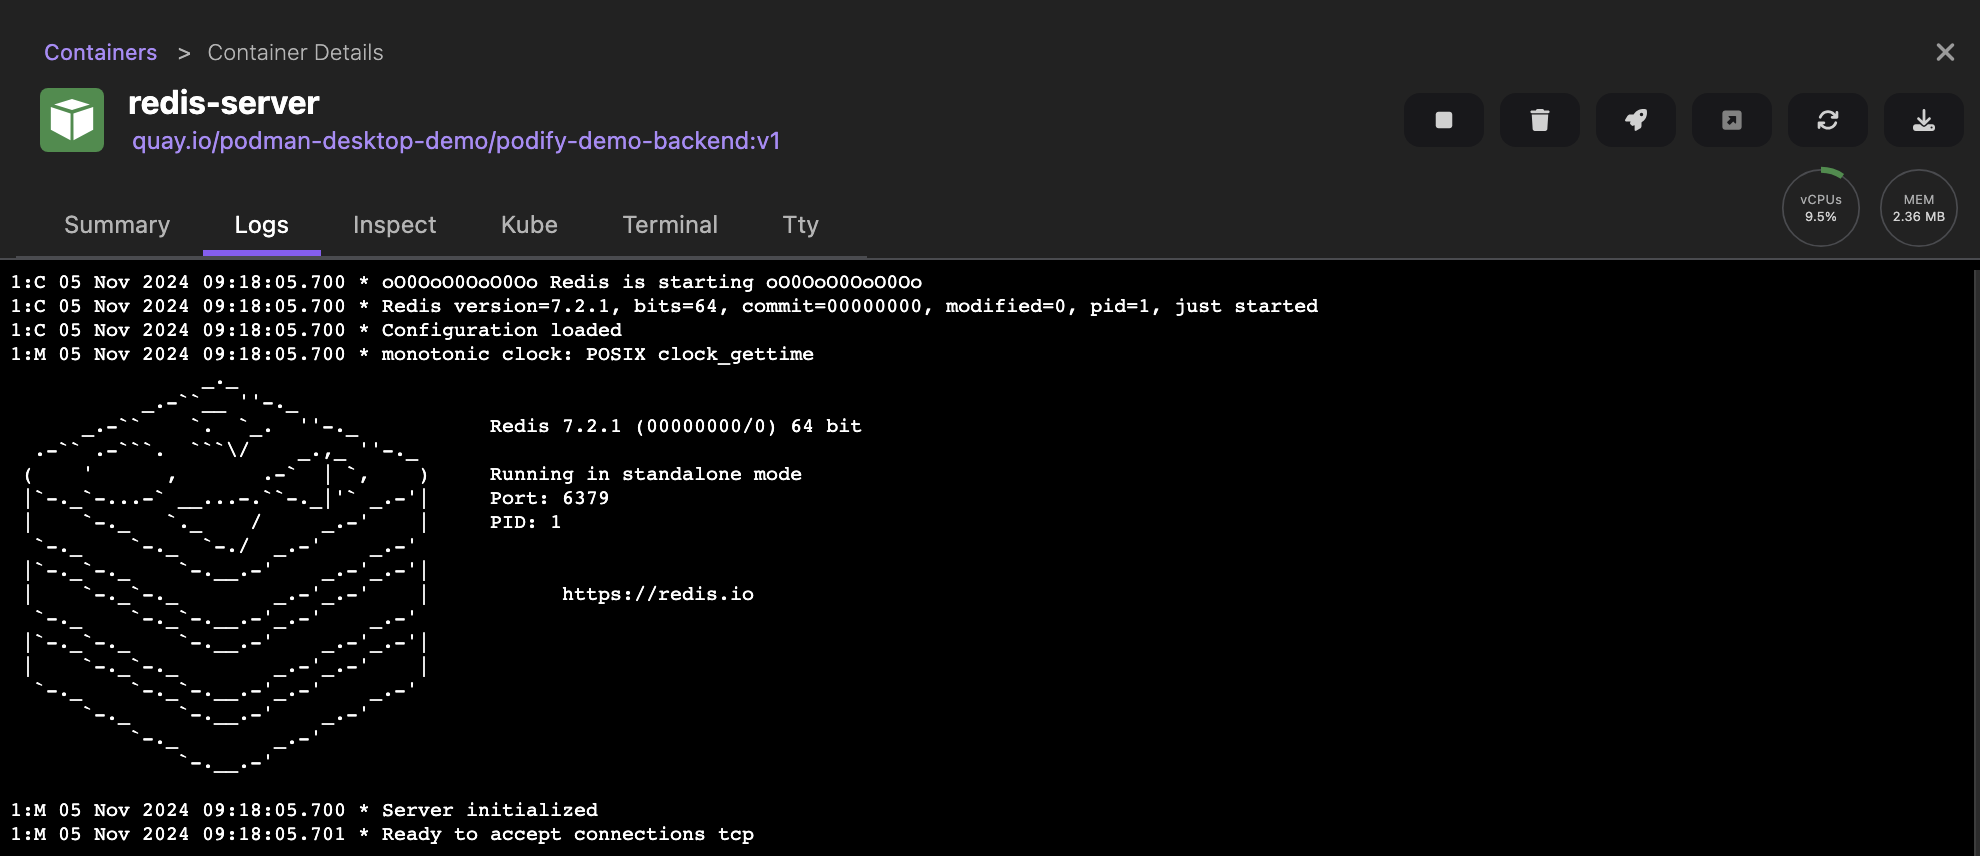 Containers > Container Details
redis-server
quay.io/podman-desktop-demo/podify-demo-backend:v1
vCPUs
9.5%
MEM
2.36 MB
Summary Logs Inspect Kube Terminal Tty
1:C 05 Nov 2024 09:18:05.700 * oO0OoO0OoO0Oo Redis is starting oO0OoO0OoO0Oo
1:C 05 Nov 2024 09:18:05.700 * Redis version=7.2.1, bits=64, commit=00000000, modified=0, pid=1, just started
1:C 05 Nov 2024 09:18:05.700 * Configuration loaded
1:M 05 Nov 2024 09:18:05.700 * monotonic clock: POSIX clock_gettime
Redis 7.2.1 (00000000/0) 64 bit
Running in standalone mode
Port: 6379
PID: 1
https://redis.io
1:M 05 Nov 2024 09:18:05.700 * Server initialized
1:M 05 Nov 2024 09:18:05.701 * Ready to accept connections tcp